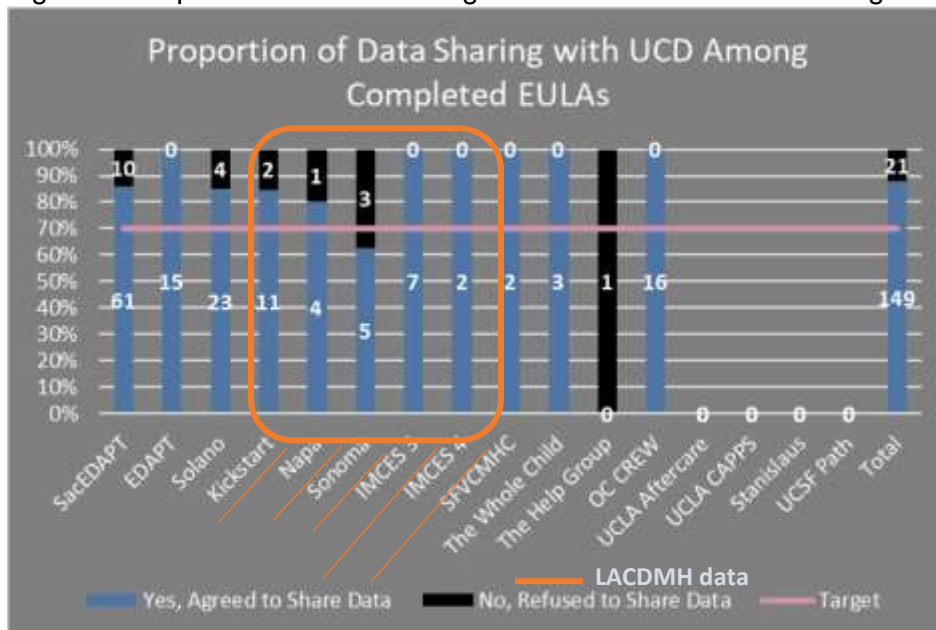 Proportion of Data Sharing with UCD Among
Completed EULAs
100%
90%
80%
70%
60%
50%
40%
30%
20%
10%
0%
10
0
4
2
1
3
0
0
0
0
1
0
21
61
15
23
11
4
5
7
2
2
3
0
16
0
0
0
0
149
SacEDAPT
EDAPT
Solano
Kickstart
Napa
Sonoma
IMCES 3
IMCES 4
SFVCMHC
The Whole Child
The Help Group
OC CREW
UCLA Aftercare
UCLA CAPPS
Stanislaus
UCSF Path
Total
LACDMH data
Yes, Agreed to Share Data
No, Refused to Share Data
Target